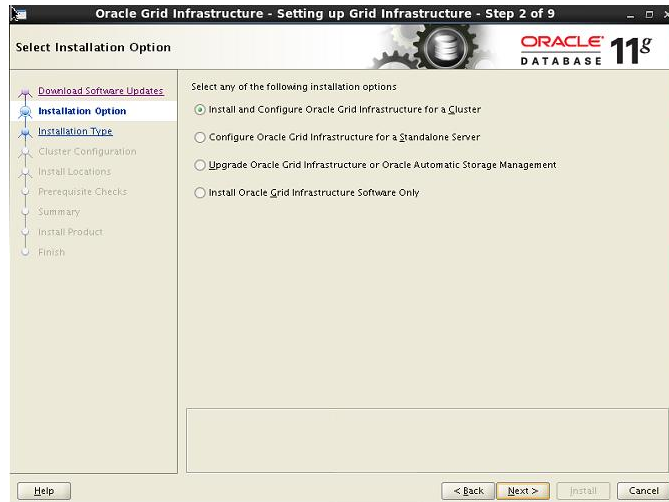 Oracle Grid Infrastructure - Setting up Grid Infrastructure - Step 2 of 9
Select Installation Option
ORACLE
DATABASE
11g
Download Software Updates
Installation Option
Installation Type
Cluster Configuration
Install Locations
Prerequisite Checks
Summary
Install Product
Finish
Select any of the following installation options
Install and Configure Oracle Grid Infrastructure for a Cluster
Configure Oracle Grid Infrastructure for a Standalone Server
Upgrade Oracle Grid Infrastructure or Oracle Automatic Storage Management
Install Oracle Grid Infrastructure Software Only
Help
< Back
Next >
Install
Cancel